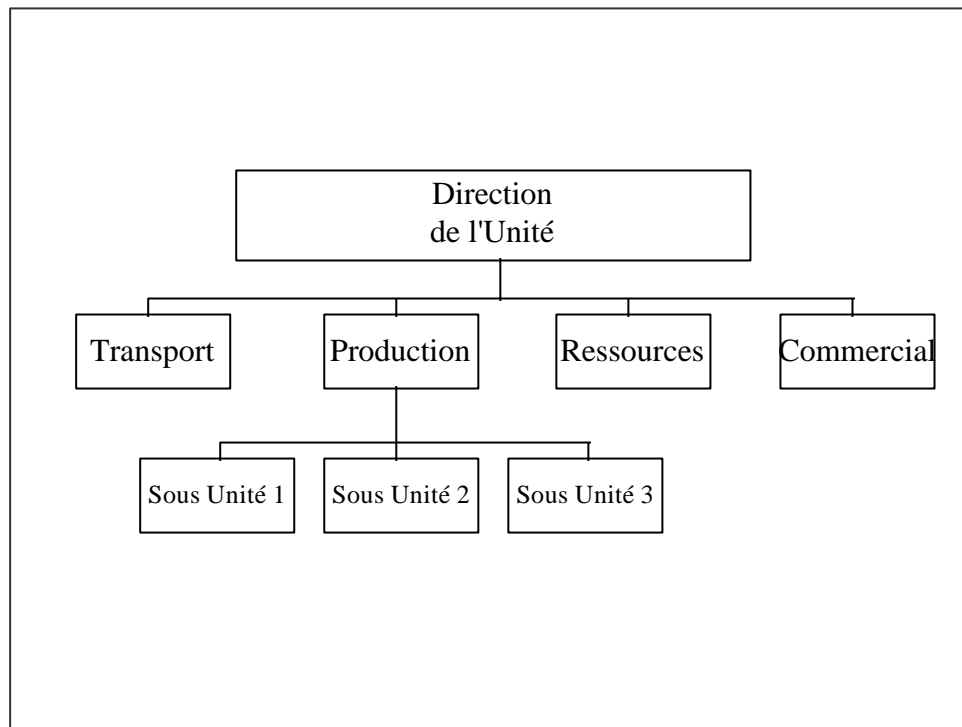 Direction
de l'Unité
Transport
Production
Ressources
Commercial
Sous Unité 1
Sous Unité 2
Sous Unité 3